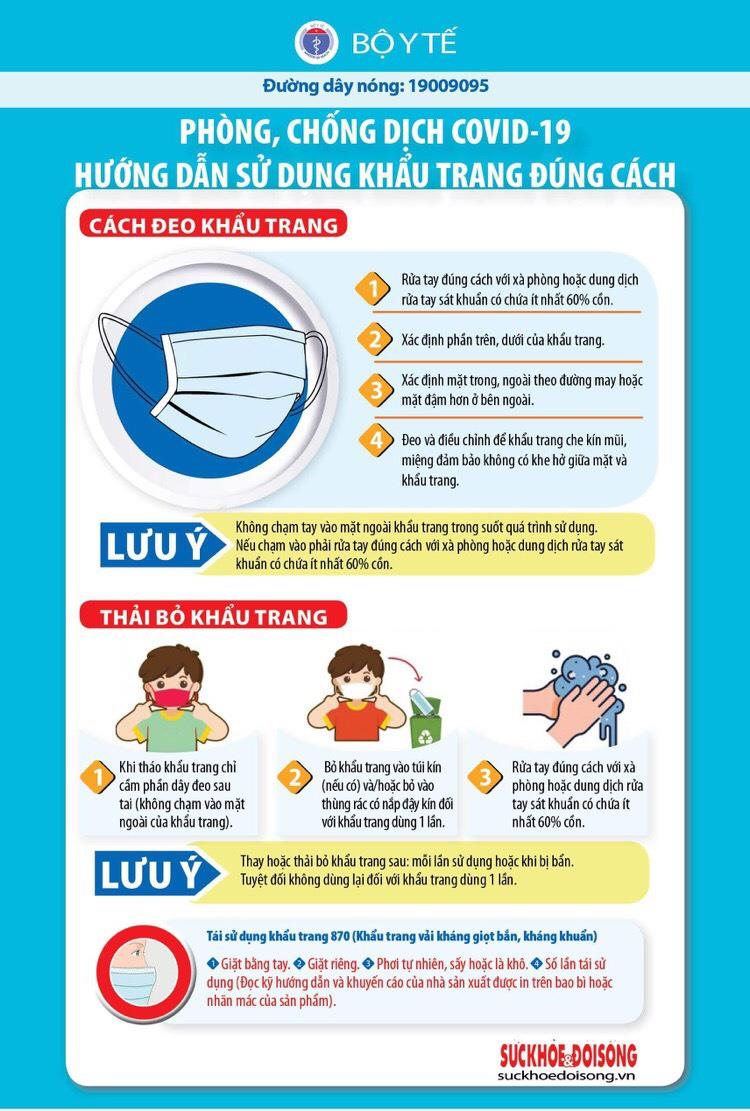 BỘ Y TẾ
BỘ Y TẾ
Đường dây nóng: 19009095
PHÒNG, CHỐNG DỊCH COVID-19
HƯỚNG DẪN SỬ DỤNG KHẨU TRANG ĐÚNG CÁCH
CÁCH ĐEO KHẨU TRANG
1
Rửa tay đúng cách với xà phòng hoặc dung dịch
rửa tay sát khuẩn có chứa ít nhất 60% cồn.
2
Xác định phần trên, dưới của khẩu trang.
3
Xác định mặt trong, ngoài theo đường may hoặc
mặt đậm hơn ở bên ngoài.
4
Đeo và điều chỉnh để khẩu trang che kín mũi,
miệng đảm bảo không có khe hở giữa mặt và
khẩu trang.
LƯU Ý
Không chạm tay vào mặt ngoài khẩu trang trong suốt quá trình sử dụng.
Nếu chạm vào phải rửa tay đúng cách với xà phòng hoặc dung dịch rửa tay sát
khuẩn có chứa ít nhất 60% cồn.
THẢI BỎ KHẨU TRANG
1
Khi tháo khẩu trang chỉ
cầm phần dây đeo sau
tai (không chạm vào mặt
ngoài của khẩu trang).
2
Bỏ khẩu trang vào túi kín
(nếu có) và/hoặc bỏ vào
thùng rác có nắp đậy kín đối
với khẩu trang dùng 1 lần.
3
Rửa tay đúng cách với xà
phòng hoặc dung dịch rửa
tay sát khuẩn có chứa ít
nhất 60% cồn.
LƯU Ý
Thay hoặc thải bỏ khẩu trang sau: mỗi lần sử dụng hoặc khi bị bẩn.
Tuyệt đối không dùng lại đối với khẩu trang dùng 1 lần.
Tái sử dụng khẩu trang 870 (Khẩu trang vải kháng giọt bắn, kháng khuẩn)
1 Giặt bằng tay. 2 Giặt riêng. 3 Phơi tự nhiên, sấy hoặc là khô. 4 Số lần tái sử
dụng (Đọc kỹ hướng dẫn và khuyến cáo của nhà sản xuất được in trên bao bì hoặc
nhãn mác của sản phẩm).
SUCKHỎE&ĐOISONG
suckhoedoisong.vn